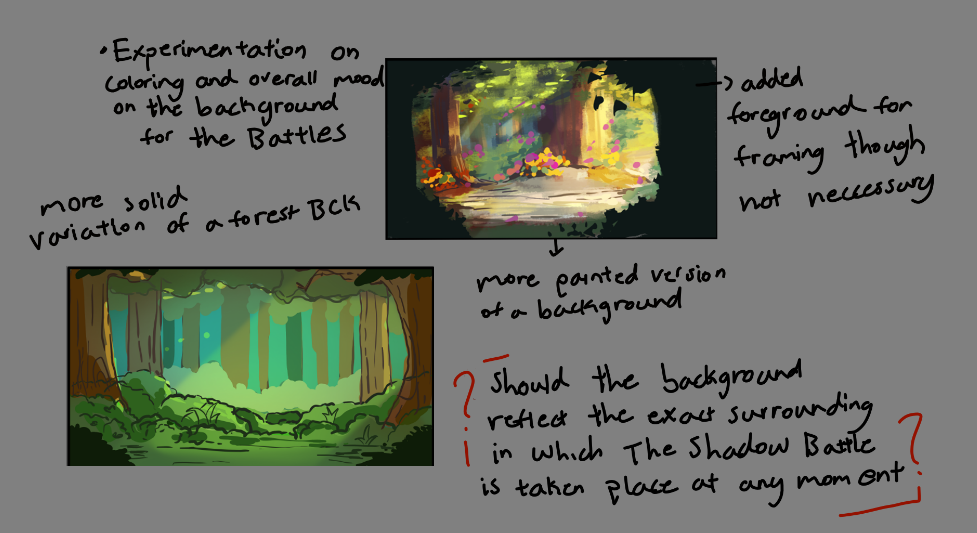 • Experimentation on
coloring and overall mood
on the background
for the Battles
→ added
foreground for
framing though
not neccessary
more solid
variation of a forest BCK
more painted version
of a background
? Should the background
reflect the exact surrounding
in which The Shadow Battle ?
is taken place at any moment